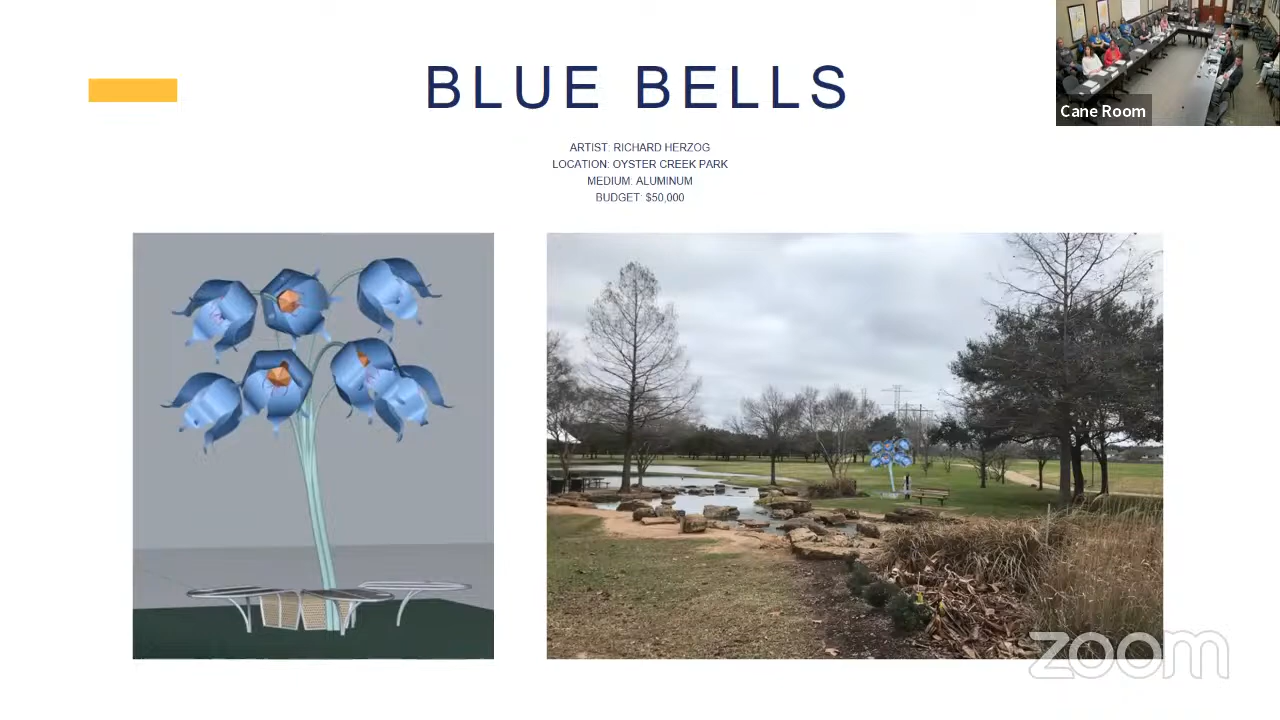 BLUE BELLS
ARTIST: RICHARD HERZOG
LOCATION: OYSTER CREEK PARK
MEDIUM: ALUMINUM
BUDGET: $50,000
Cane Room
zoom